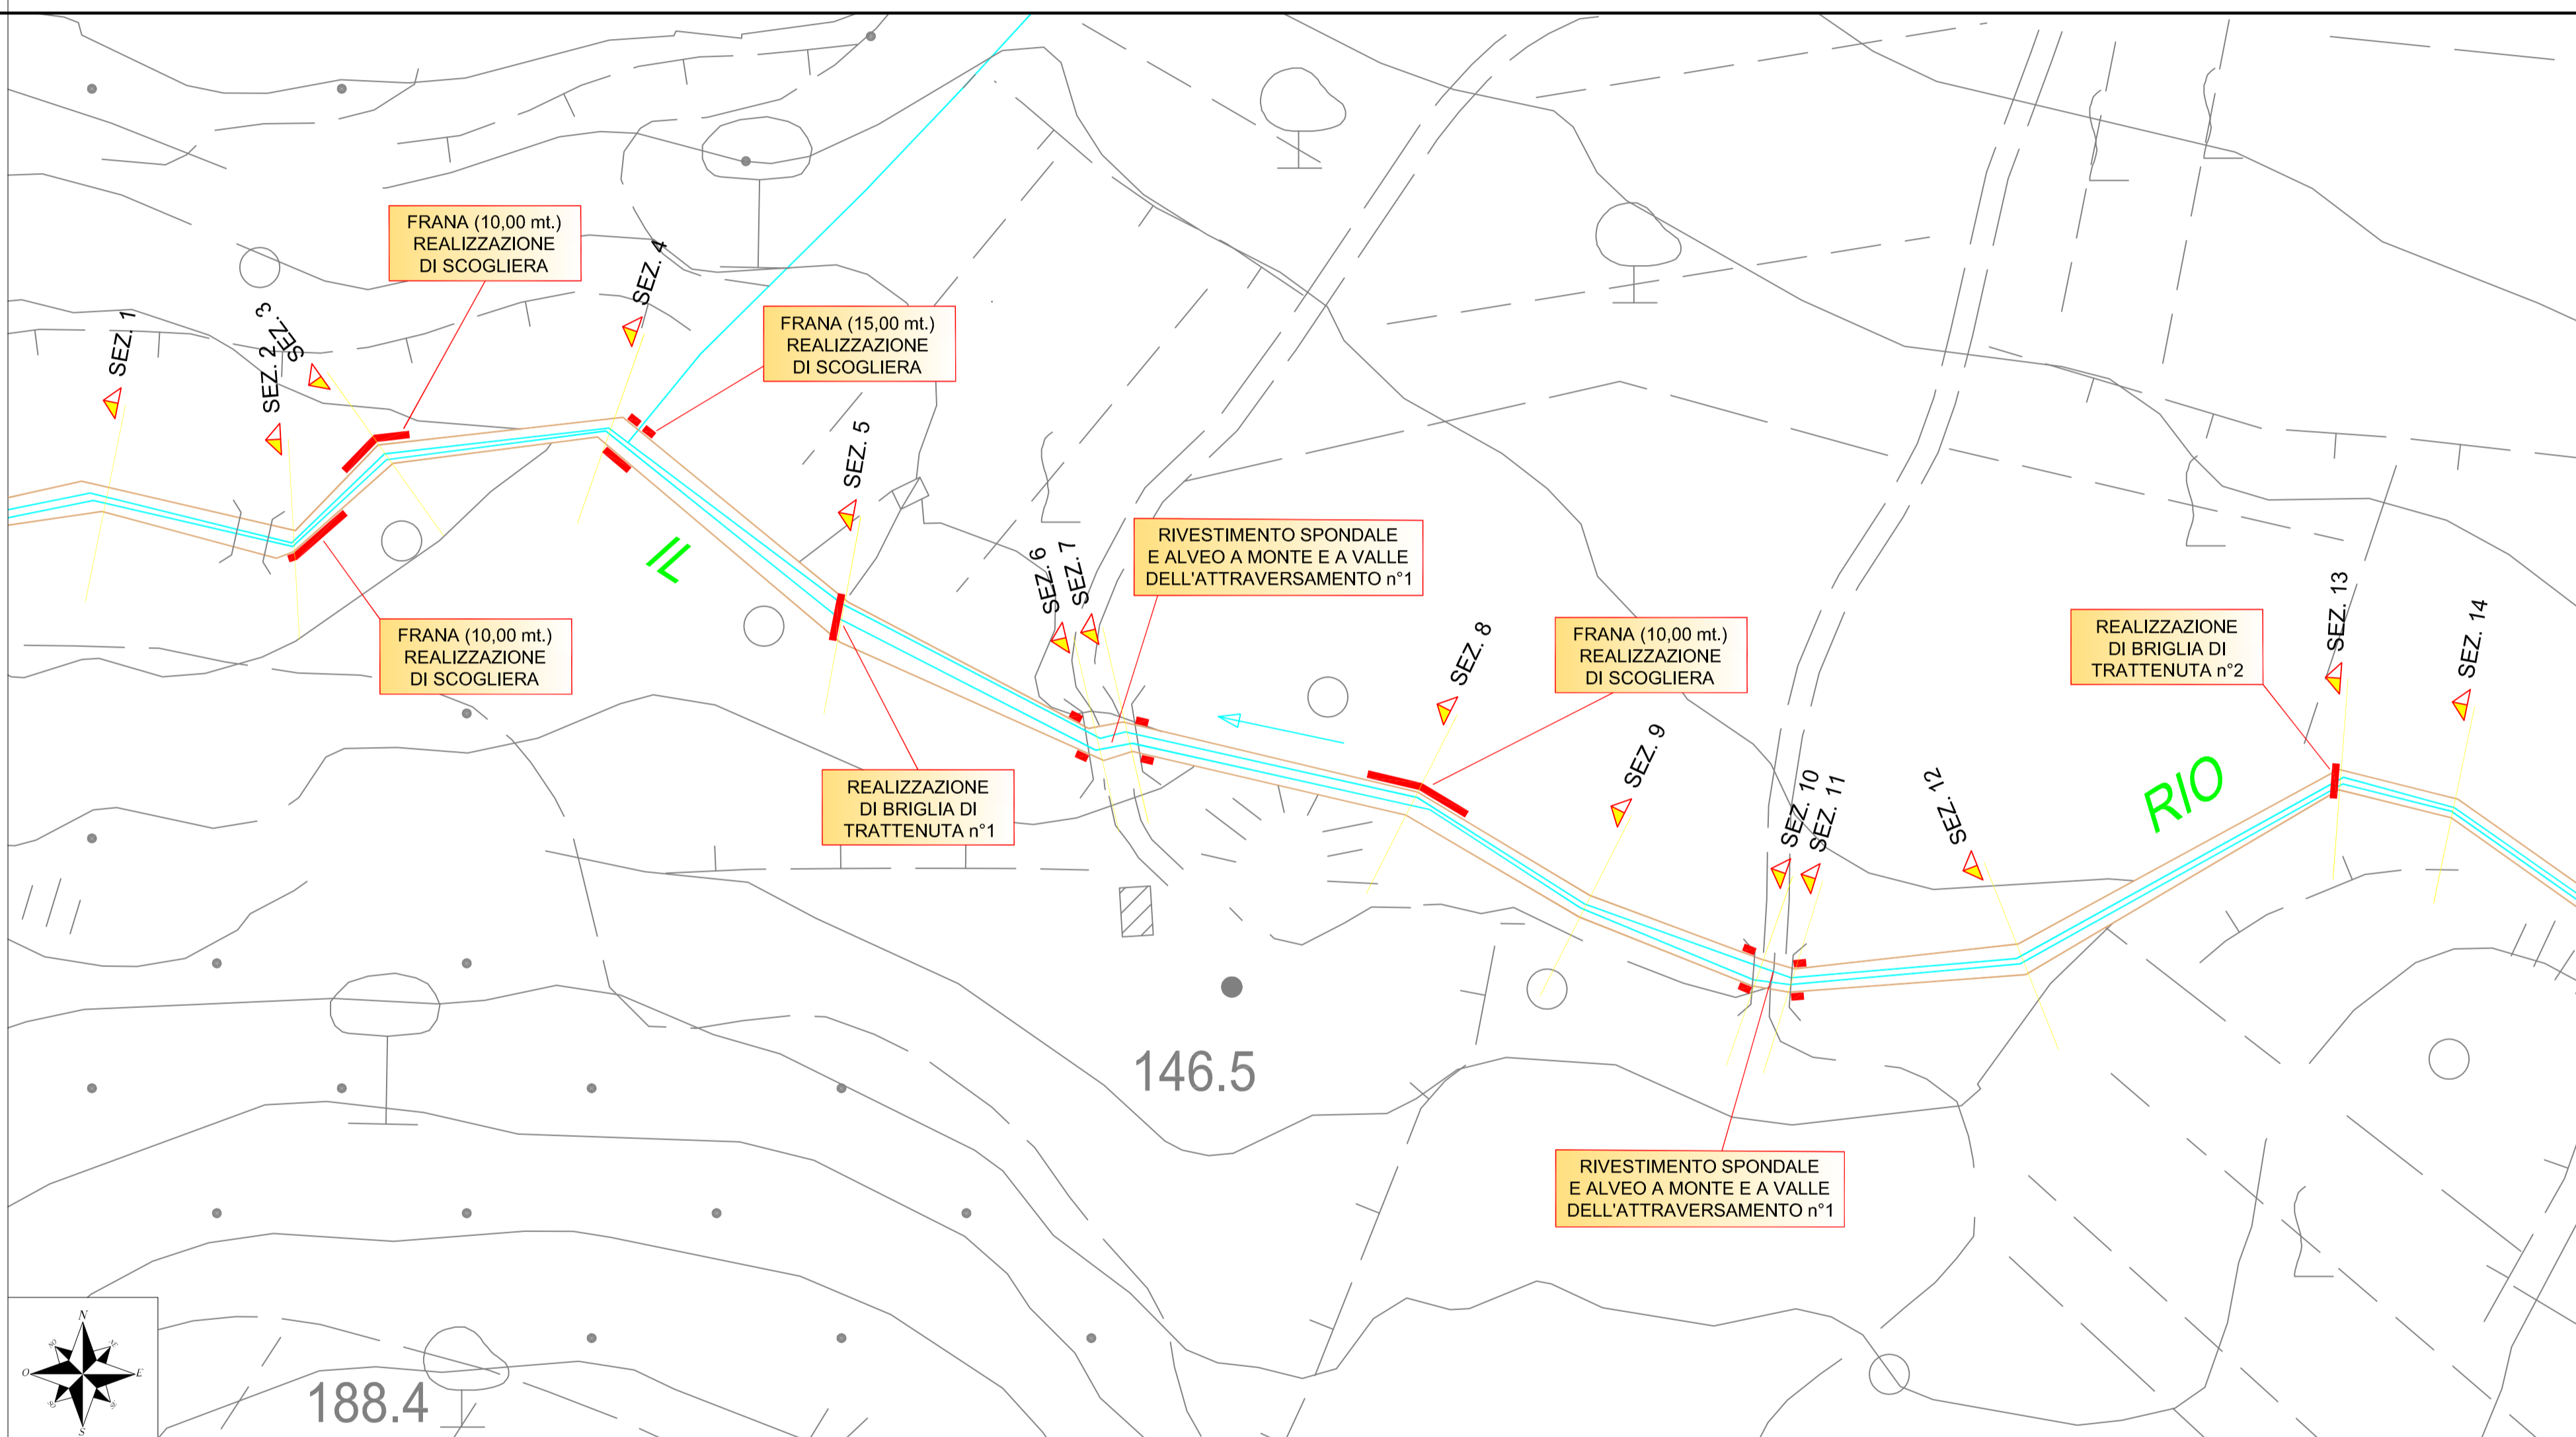 FRANA (10,00 mt.)
REALIZZAZIONE
DI SCOGLIERA
SEZ. 4
SEZ. 1
SEZ. 2
SEZ. 3
FRANA (15,00 mt.)
REALIZZAZIONE
DI SCOGLIERA
SEZ. 5
IL
FRANA (10,00 mt.)
REALIZZAZIONE
DI SCOGLIERA
SEZ. 6
SEZ. 7
RIVESTIMENTO SPONDALE
E ALVEO A MONTE E A VALLE
DELL'ATTRAVERSAMENTO n°1
REALIZZAZIONE
DI BRIGLIA DI
TRATTENUTA n°1
SEZ. 8
FRANA (10,00 mt.)
REALIZZAZIONE
DI SCOGLIERA
SEZ. 9
SEZ. 10
SEZ. 11
SEZ. 12
RIO
REALIZZAZIONE
DI BRIGLIA DI
TRATTENUTA n°2
SEZ. 13
SEZ. 14
146.5
RIVESTIMENTO SPONDALE
E ALVEO A MONTE E A VALLE
DELL'ATTRAVERSAMENTO n°1
188.4
N
O
E
S